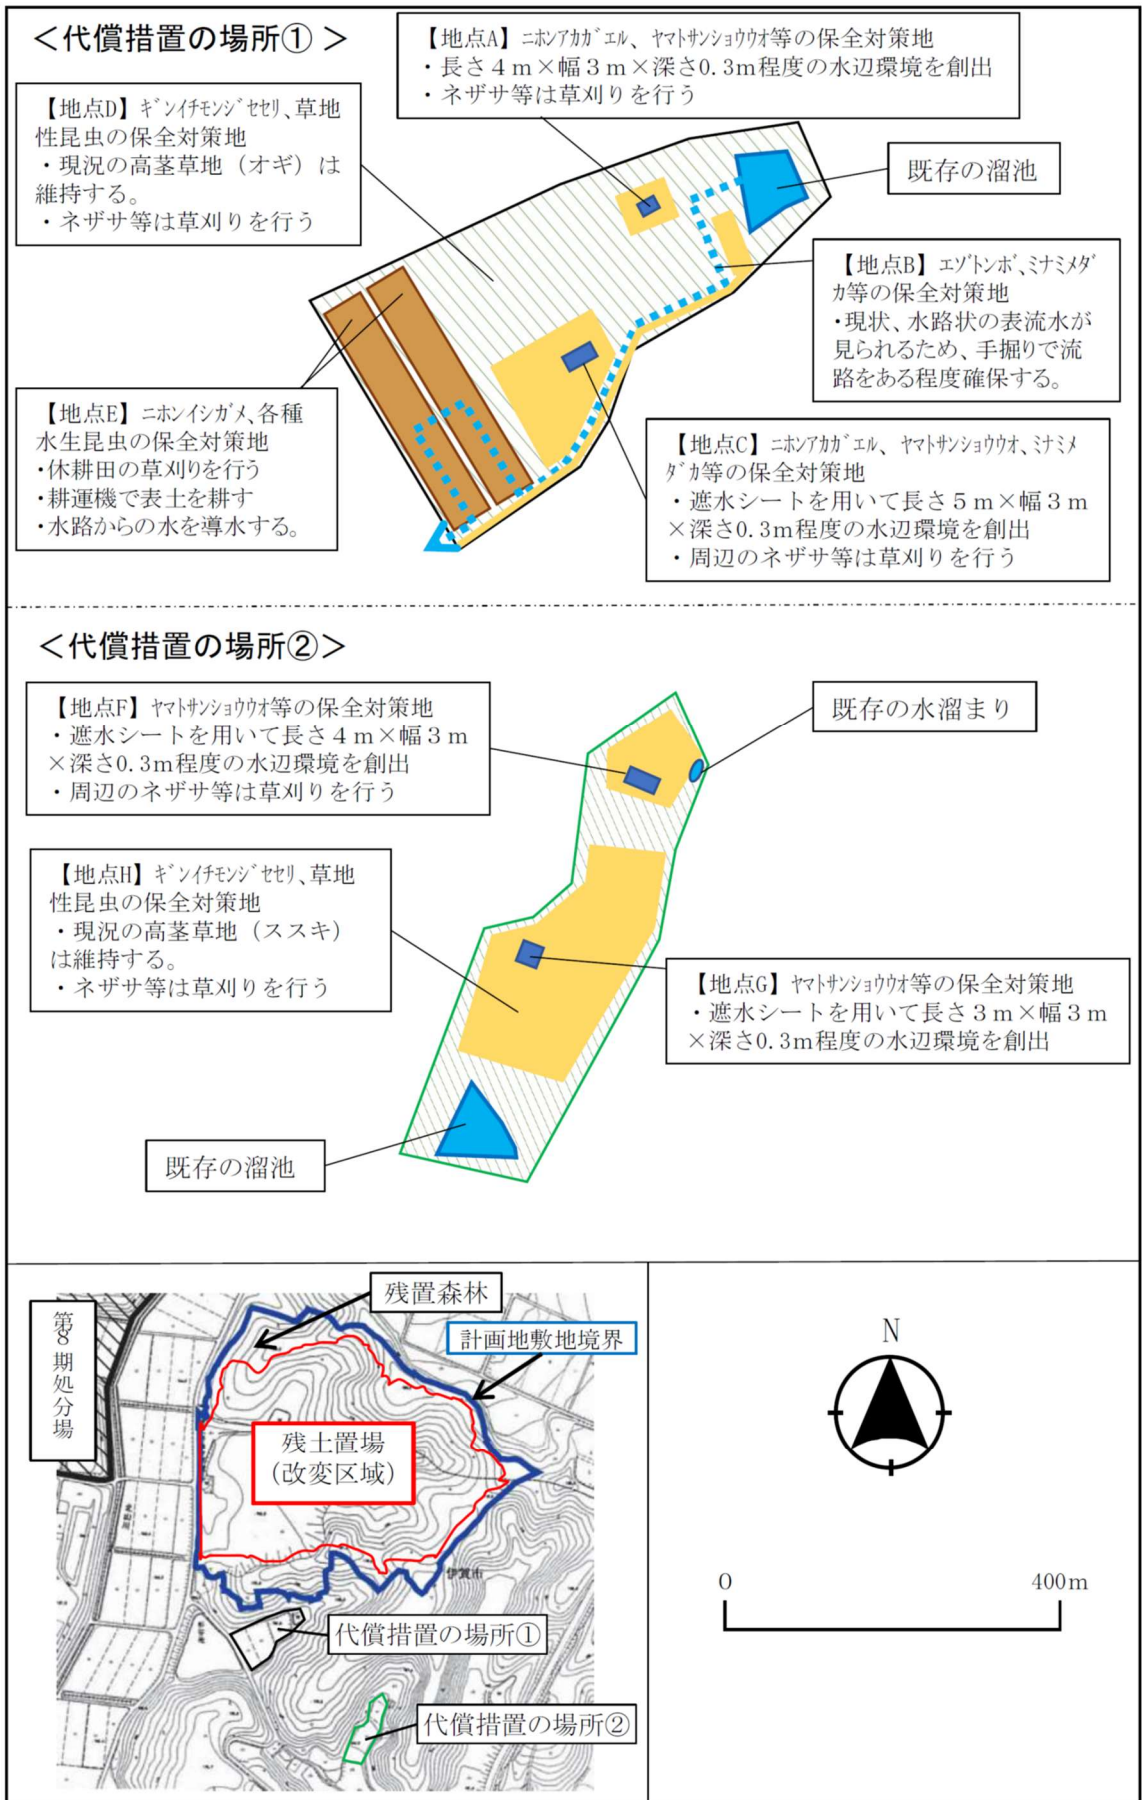 ＜代償措置の場所①＞
【地点A】ﾆﾎﾝｱｶｶﾞｴﾙ、ﾔﾏﾄｻﾝｼｮｳｳｵ等の保全対策地
・長さ４ｍ×幅３ｍ×深さ0.3ｍ程度の水辺環境を創出
・ネザサ等は草刈りを行う
【地点D】ｷﾞﾝｲﾁﾓﾝｼﾞｾｾﾘ、草地
性昆虫の保全対策地
・現況の高茎草地（オギ）は
維持する。
・ネザサ等は草刈りを行う
既存の溜池
【地点B】ｴｿﾞﾄﾝﾎﾞ、ﾐﾅﾐﾒﾀﾞ
ｶ等の保全対策地
・現状、水路状の表流水が
見られるため、手掘りで流
路をある程度確保する。
【地点E】ﾆﾎﾝｲｼｶﾞﾒ、各種
水生昆虫の保全対策地
・休耕田の草刈りを行う
・耕運機で表土を耕す
・水路からの水を導水する。
【地点C】ﾆﾎﾝｱｶｶﾞｴﾙ、ﾔﾏﾄｻﾝｼｮｳｳｵ、ﾐﾅﾐﾒ
ﾀﾞｶ等の保全対策地
・遮水シートを用いて長さ５ｍ×幅３ｍ
×深さ0.3ｍ程度の水辺環境を創出
・周辺のネザサ等は草刈りを行う
＜代償措置の場所②＞
【地点F】ﾔﾏﾄｻﾝｼｮｳｳｵ等の保全対策地
・遮水シートを用いて長さ４ｍ×幅３ｍ
×深さ0.3ｍ程度の水辺環境を創出
・周辺のネザサ等は草刈りを行う
既存の水溜まり
【地点H】ｷﾞﾝｲﾁﾓﾝｼﾞｾｾﾘ、草地
性昆虫の保全対策地
・現況の高茎草地（ススキ）
は維持する。
・ネザサ等は草刈りを行う
【地点G】ﾔﾏﾄｻﾝｼｮｳｳｵ等の保全対策地
・遮水シートを用いて長さ３ｍ×幅３ｍ
×深さ0.3ｍ程度の水辺環境を創出
既存の溜池
第8期処分場
残置森林
計画地敷地境界
残土置場
（改変区域）
伊賀市
代償措置の場所①
代償措置の場所②
N
0 400m